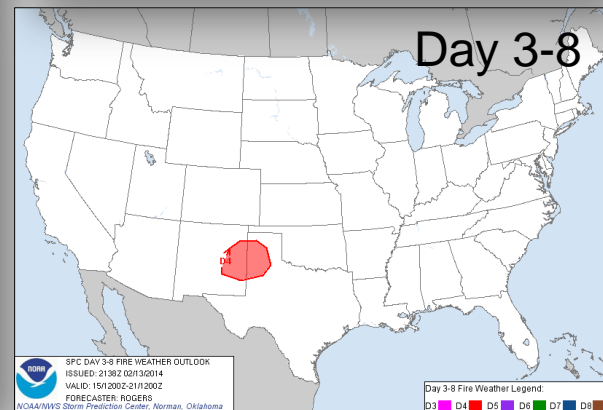 Day 3-8
D4
NOAA
SPC DAY 3-8 FIRE WEATHER OUTLOOK
ISSUED: 2138Z 02/13/2014
VALID: 15/1200Z-21/1200Z
FORECASTER: ROGERS
NOAA/NWS Storm Prediction Center, Norman, Oklahoma
Day 3-8 Fire Weather Legend:
D3 D4 D5 D6 D7 D8